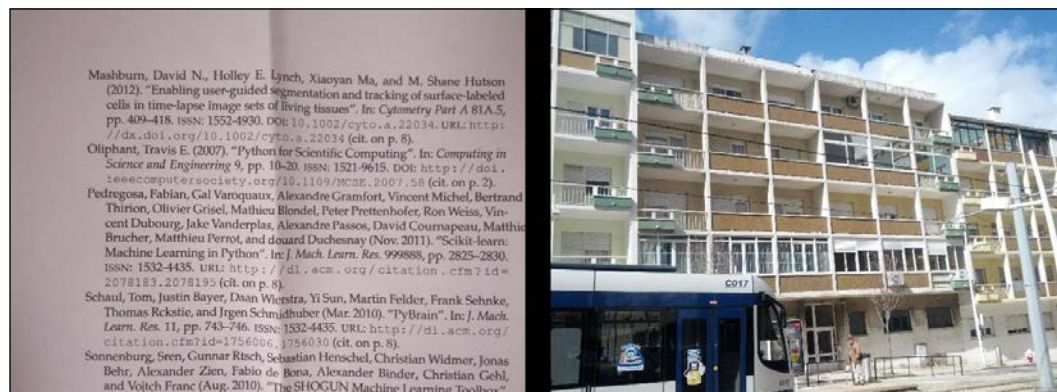 Mashburn, David N., Holley E. Lynch, Xiaoyan Ma, and M. Shane Hutson
(2012). "Enabling user-guided segmentation and tracking of surface-labeled
cells in time-lapse image sets of living tissues". In: Cytometry Part A 81A.5,
pp. 409–418. ISSN: 1552-4930. DOI: 10.1002/cyto.a.22034. URL: http:
//dx.doi.org/10.1002/cyto.a.22034 (cit. on p. 8).
Oliphant, Travis E. (2007). "Python for Scientific Computing". In: Computing in
Science and Engineering 9, pp. 10–20. ISSN: 1521-9615. DOI: http://doi.
ieeecomputersociety.org/10.1109/MCSE.2007.58 (cit. on p. 2).
Pedregosa, Fabian, Gal Varoquaux, Alexandre Gramfort, Vincent Michel, Bertrand
Thirion, Olivier Grisel, Mathieu Blondel, Peter Prettenhofer, Ron Weiss, Vin-
cent Dubourg, Jake Vanderplas, Alexandre Passos, David Cournapeau, Matthie
Brucher, Matthieu Perrot, and douard Duchesnay (Nov. 2011). "Scikit-learn:
Machine Learning in Python". In: J. Mach. Learn. Res. 999888, pp. 2825–2830.
ISSN: 1532-4435. URL: http://dl.acm.org/citation.cfm?id=
2078183.2078195 (cit. on p. 8).
Schaul, Tom, Justin Bayer, Daan Wierstra, Yi Sun, Martin Felder, Frank Sehnke,
Thomas Rckstie, and Jrgen Schmidhuber (Mar. 2010). "PyBrain". In: J. Mach.
Learn. Res. 11, pp. 743–746. ISSN: 1532-4435. URL: http://dl.acm.org/
citation.cfm?id=1756006.1756030 (cit. on p. 8).
Sonnenburg, Sren, Gunnar Rtsch, Sebastian Henschel, Christian Widmer, Jonas
Behr, Alexander Zien, Fabio de Bona, Alexander Binder, Christian Gehl,
and Vojtch Franc (Aug. 2010). "The SHOGUN Machine Learning Toolbox"
C017